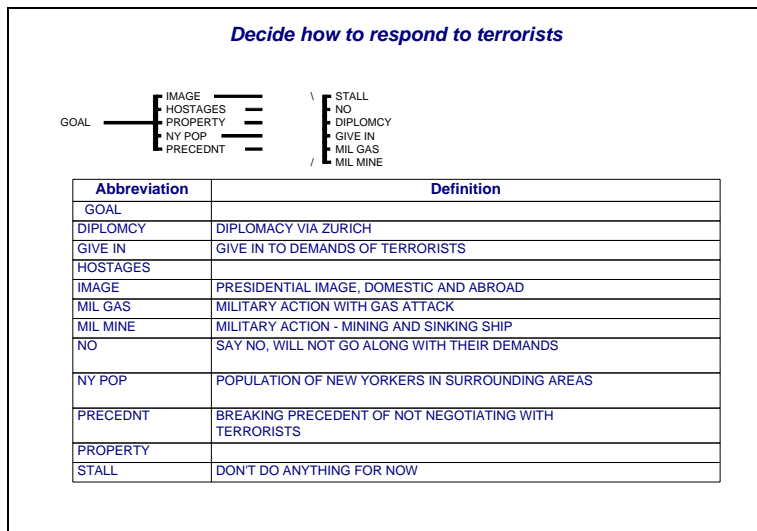 Decide how to respond to terrorists
IMAGE \ STALL
HOSTAGES NO
GOAL PROPERTY DIPLOMCY
NY POP GIVE IN
PRECEDNT MIL GAS
/ MIL MINE
Abbreviation Definition
GOAL
DIPLOMCY DIPLOMACY VIA ZURICH
GIVE IN GIVE IN TO DEMANDS OF TERRORISTS
HOSTAGES
IMAGE PRESIDENTIAL IMAGE, DOMESTIC AND ABROAD
MIL GAS MILITARY ACTION WITH GAS ATTACK
MIL MINE MILITARY ACTION - MINING AND SINKING SHIP
NO SAY NO, WILL NOT GO ALONG WITH THEIR DEMANDS
NY POP POPULATION OF NEW YORKERS IN SURROUNDING AREAS
PRECEDNT BREAKING PRECEDENT OF NOT NEGOTIATING WITH
TERRORISTS
PROPERTY
STALL DON'T DO ANYTHING FOR NOW